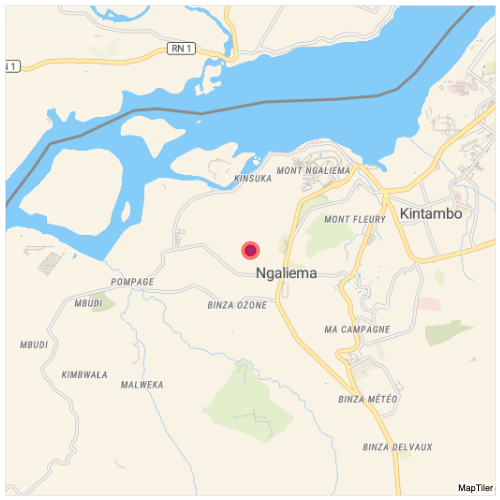 RN 1
N 1
MONT NGALIEMA
KINSUKA
MONT FLEURY
Kintambo
Ngaliema
POMPAGE
MBUDI
BINZA OZONE
MA CAMPAGNE
MBUDI
KIMBWALA
MALWEKA
BINZA MÉTÉO
BINZA DELVAUX
MapTiler